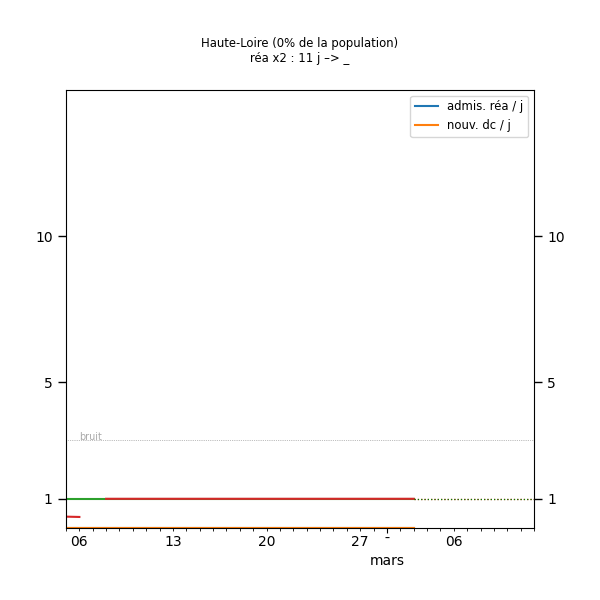 Haute-Loire (0% de la population)
réa x2 : 11 j –> _
admis. réa / j
nouv. dc / j
10 10
5 5
bruit
1 1
06 13 20 27 - 06
mars